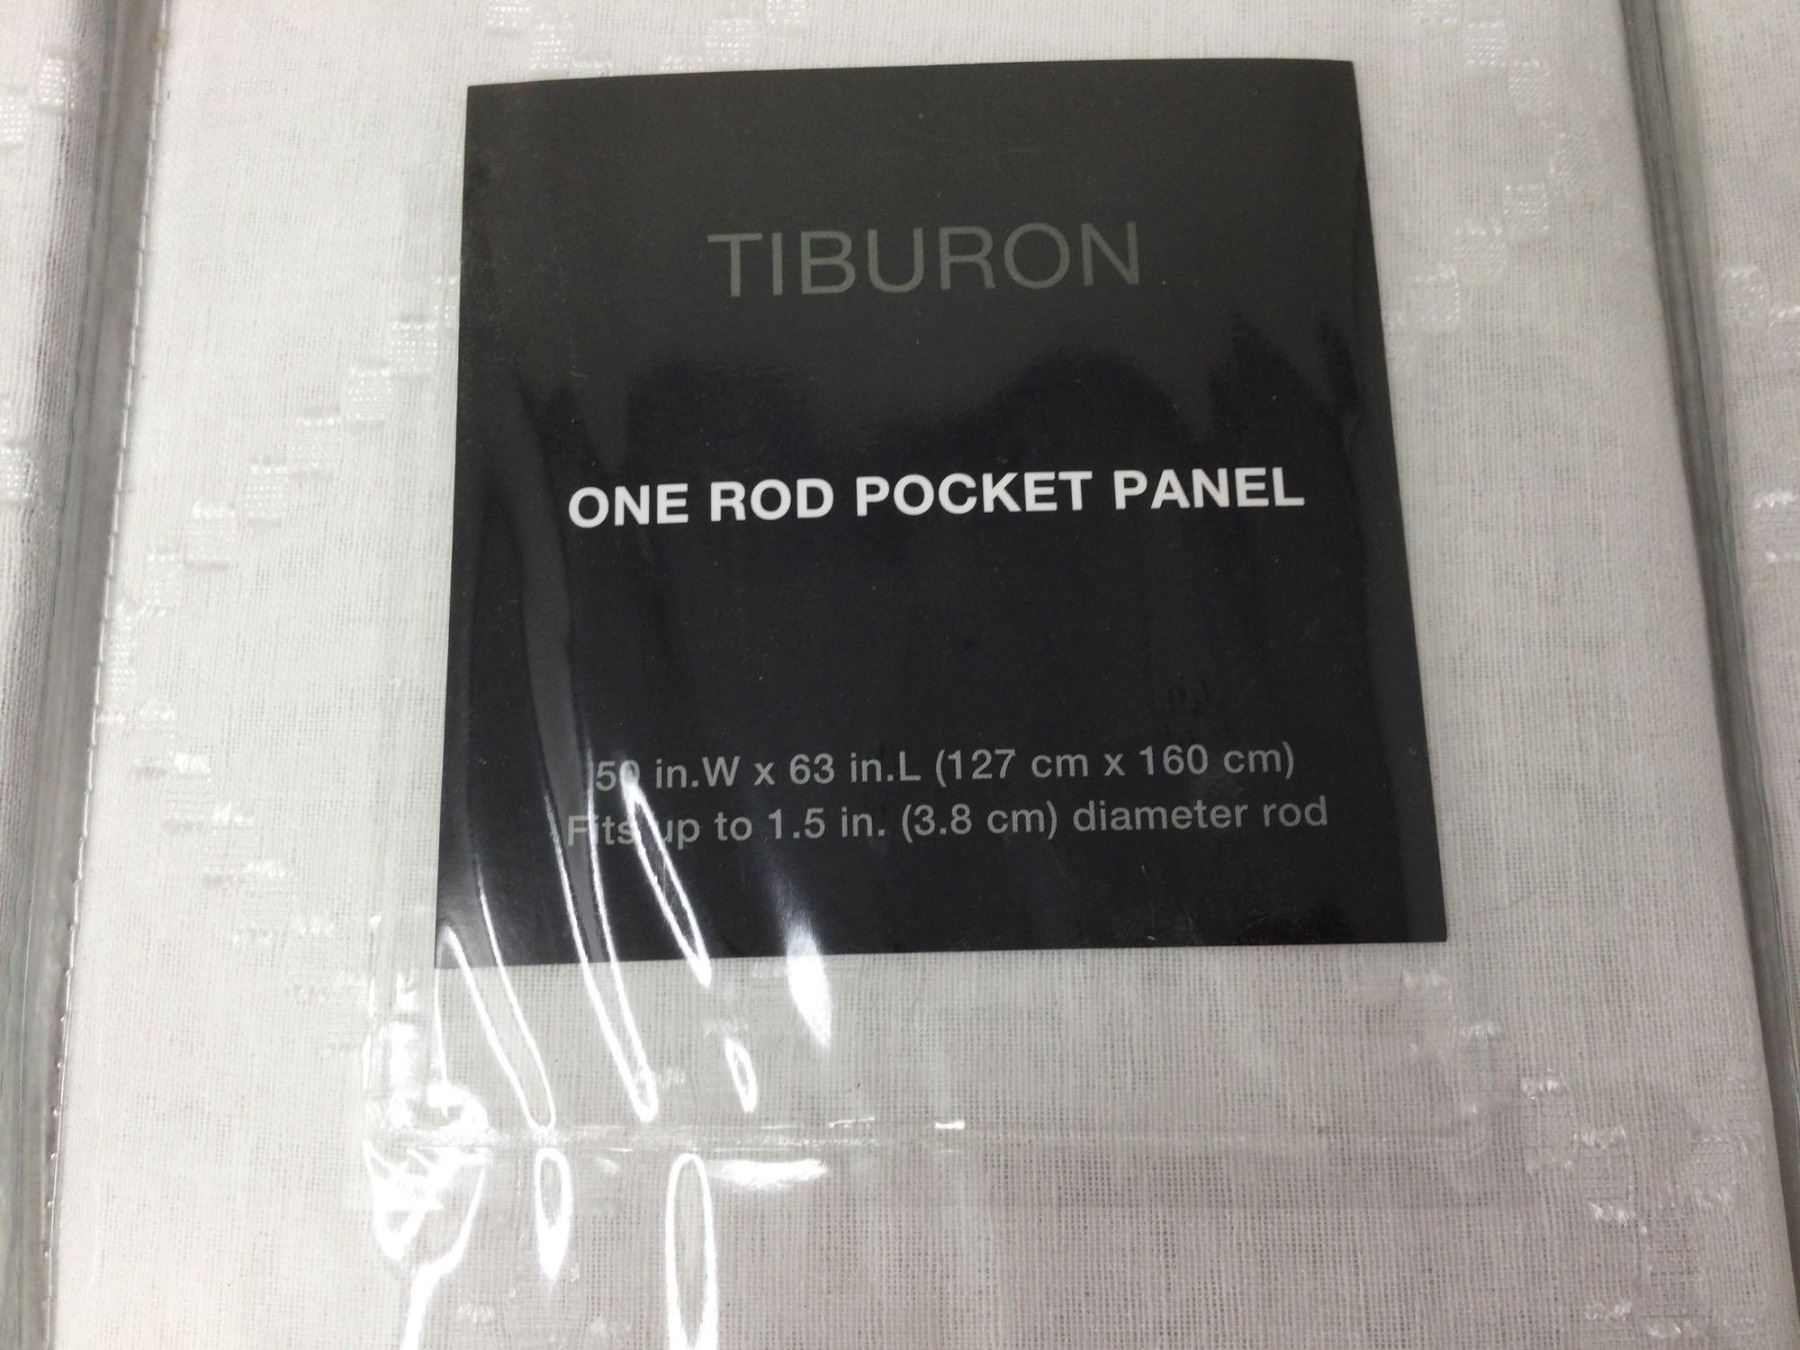 TIBURON
ONE ROD POCKET PANEL
50 in.W x 63 in.L (127 cm x 160 cm)
Fits up to 1.5 in. (3.8 cm) diameter rod